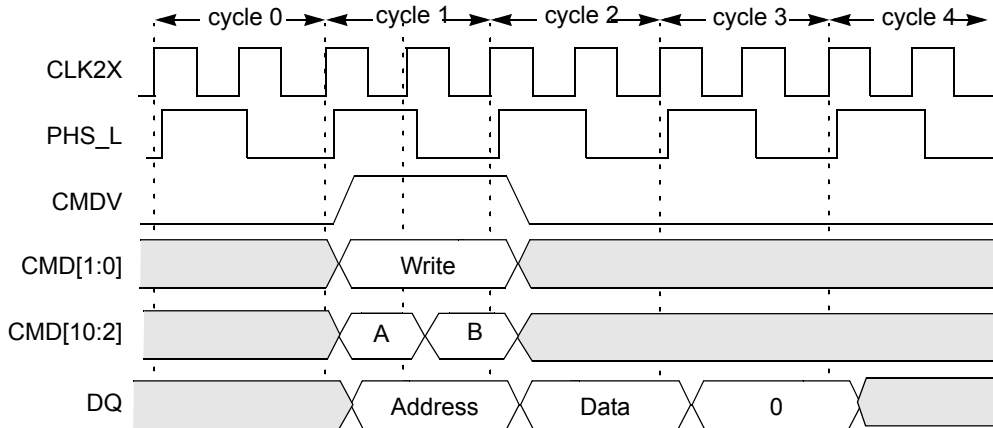 cycle 0 cycle 1 cycle 2 cycle 3 cycle 4
CLK2X
PHS_L
CMDV
CMD[1:0] Write
CMD[10:2] A B
DQ Address Data 0